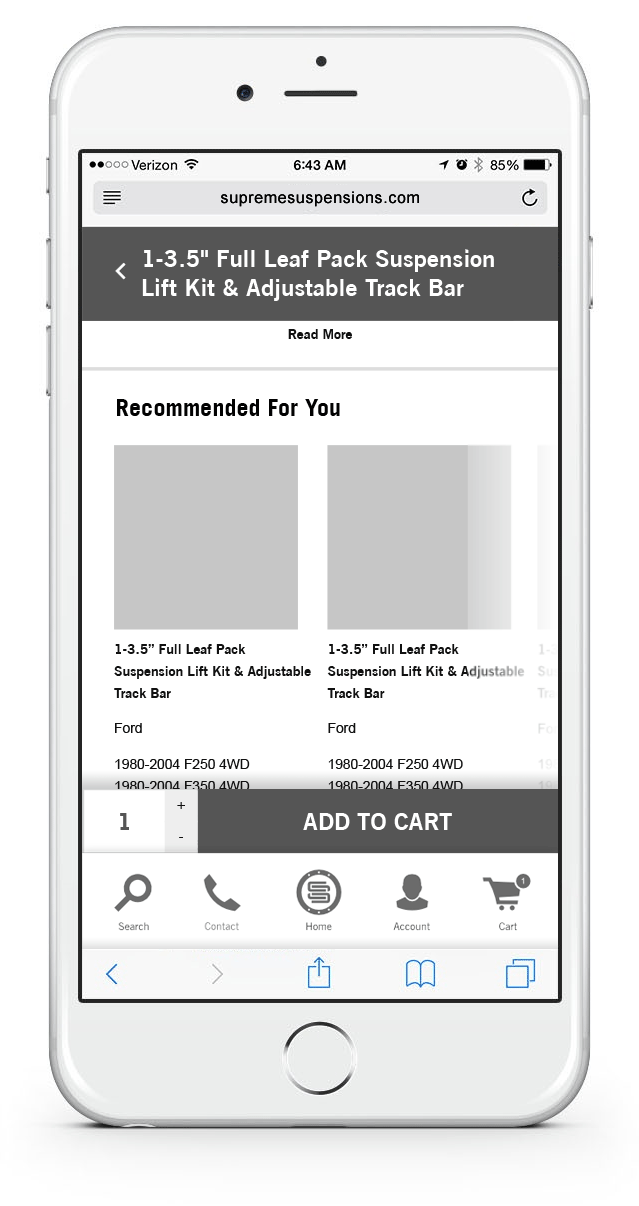 Verizon 6:43 AM 85%
supremesuspensions.com
1-3.5" Full Leaf Pack Suspension
Lift Kit & Adjustable Track Bar
Read More
Recommended For You
1-3.5” Full Leaf Pack
Suspension Lift Kit & Adjustable
Track Bar
Ford
1980-2004 F250 4WD
1980-2004 F350 4WD
1-3.5” Full Leaf Pack
Suspension Lift Kit & Adjustable
Track Bar
Ford
1980-2004 F250 4WD
1980-2004 F350 4WD
1 + - ADD TO CART
1
Search Contact Home Account Cart